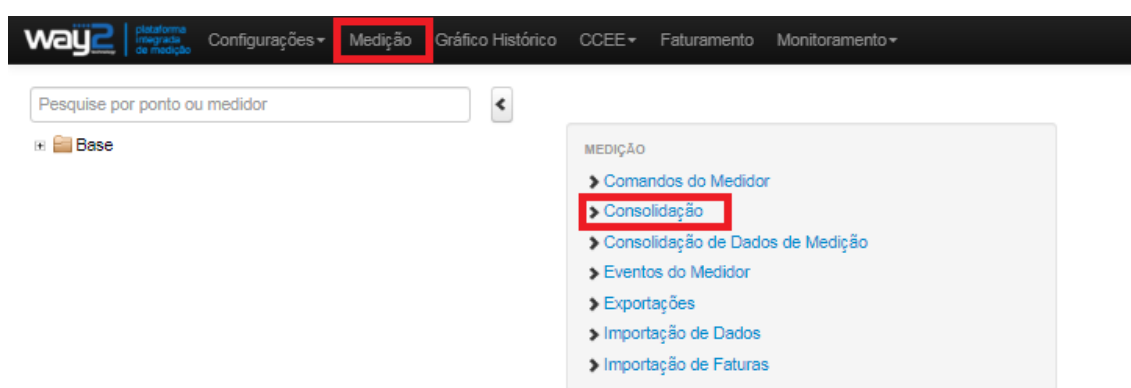 way2 plataforma integrada de medição Configurações Medição Gráfico Histórico CCEE Faturamento Monitoramento
Pesquise por ponto ou medidor
Base
MEDIÇÃO
Comandos do Medidor
Consolidação
Consolidação de Dados de Medição
Eventos do Medidor
Exportações
Importação de Dados
Importação de Faturas